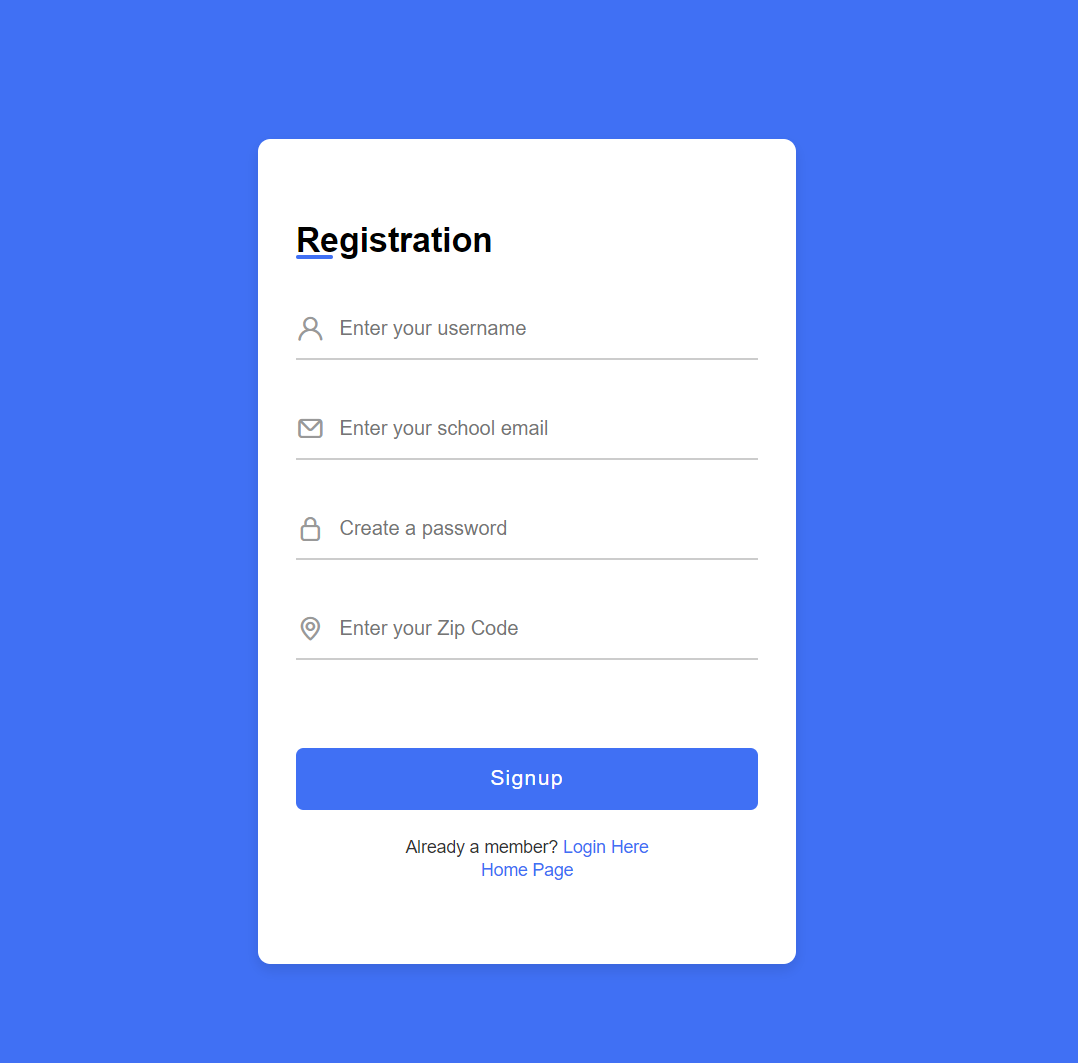 Registration
Enter your username
Enter your school email
Create a password
Enter your Zip Code
Signup
Already a member? Login Here
Home Page